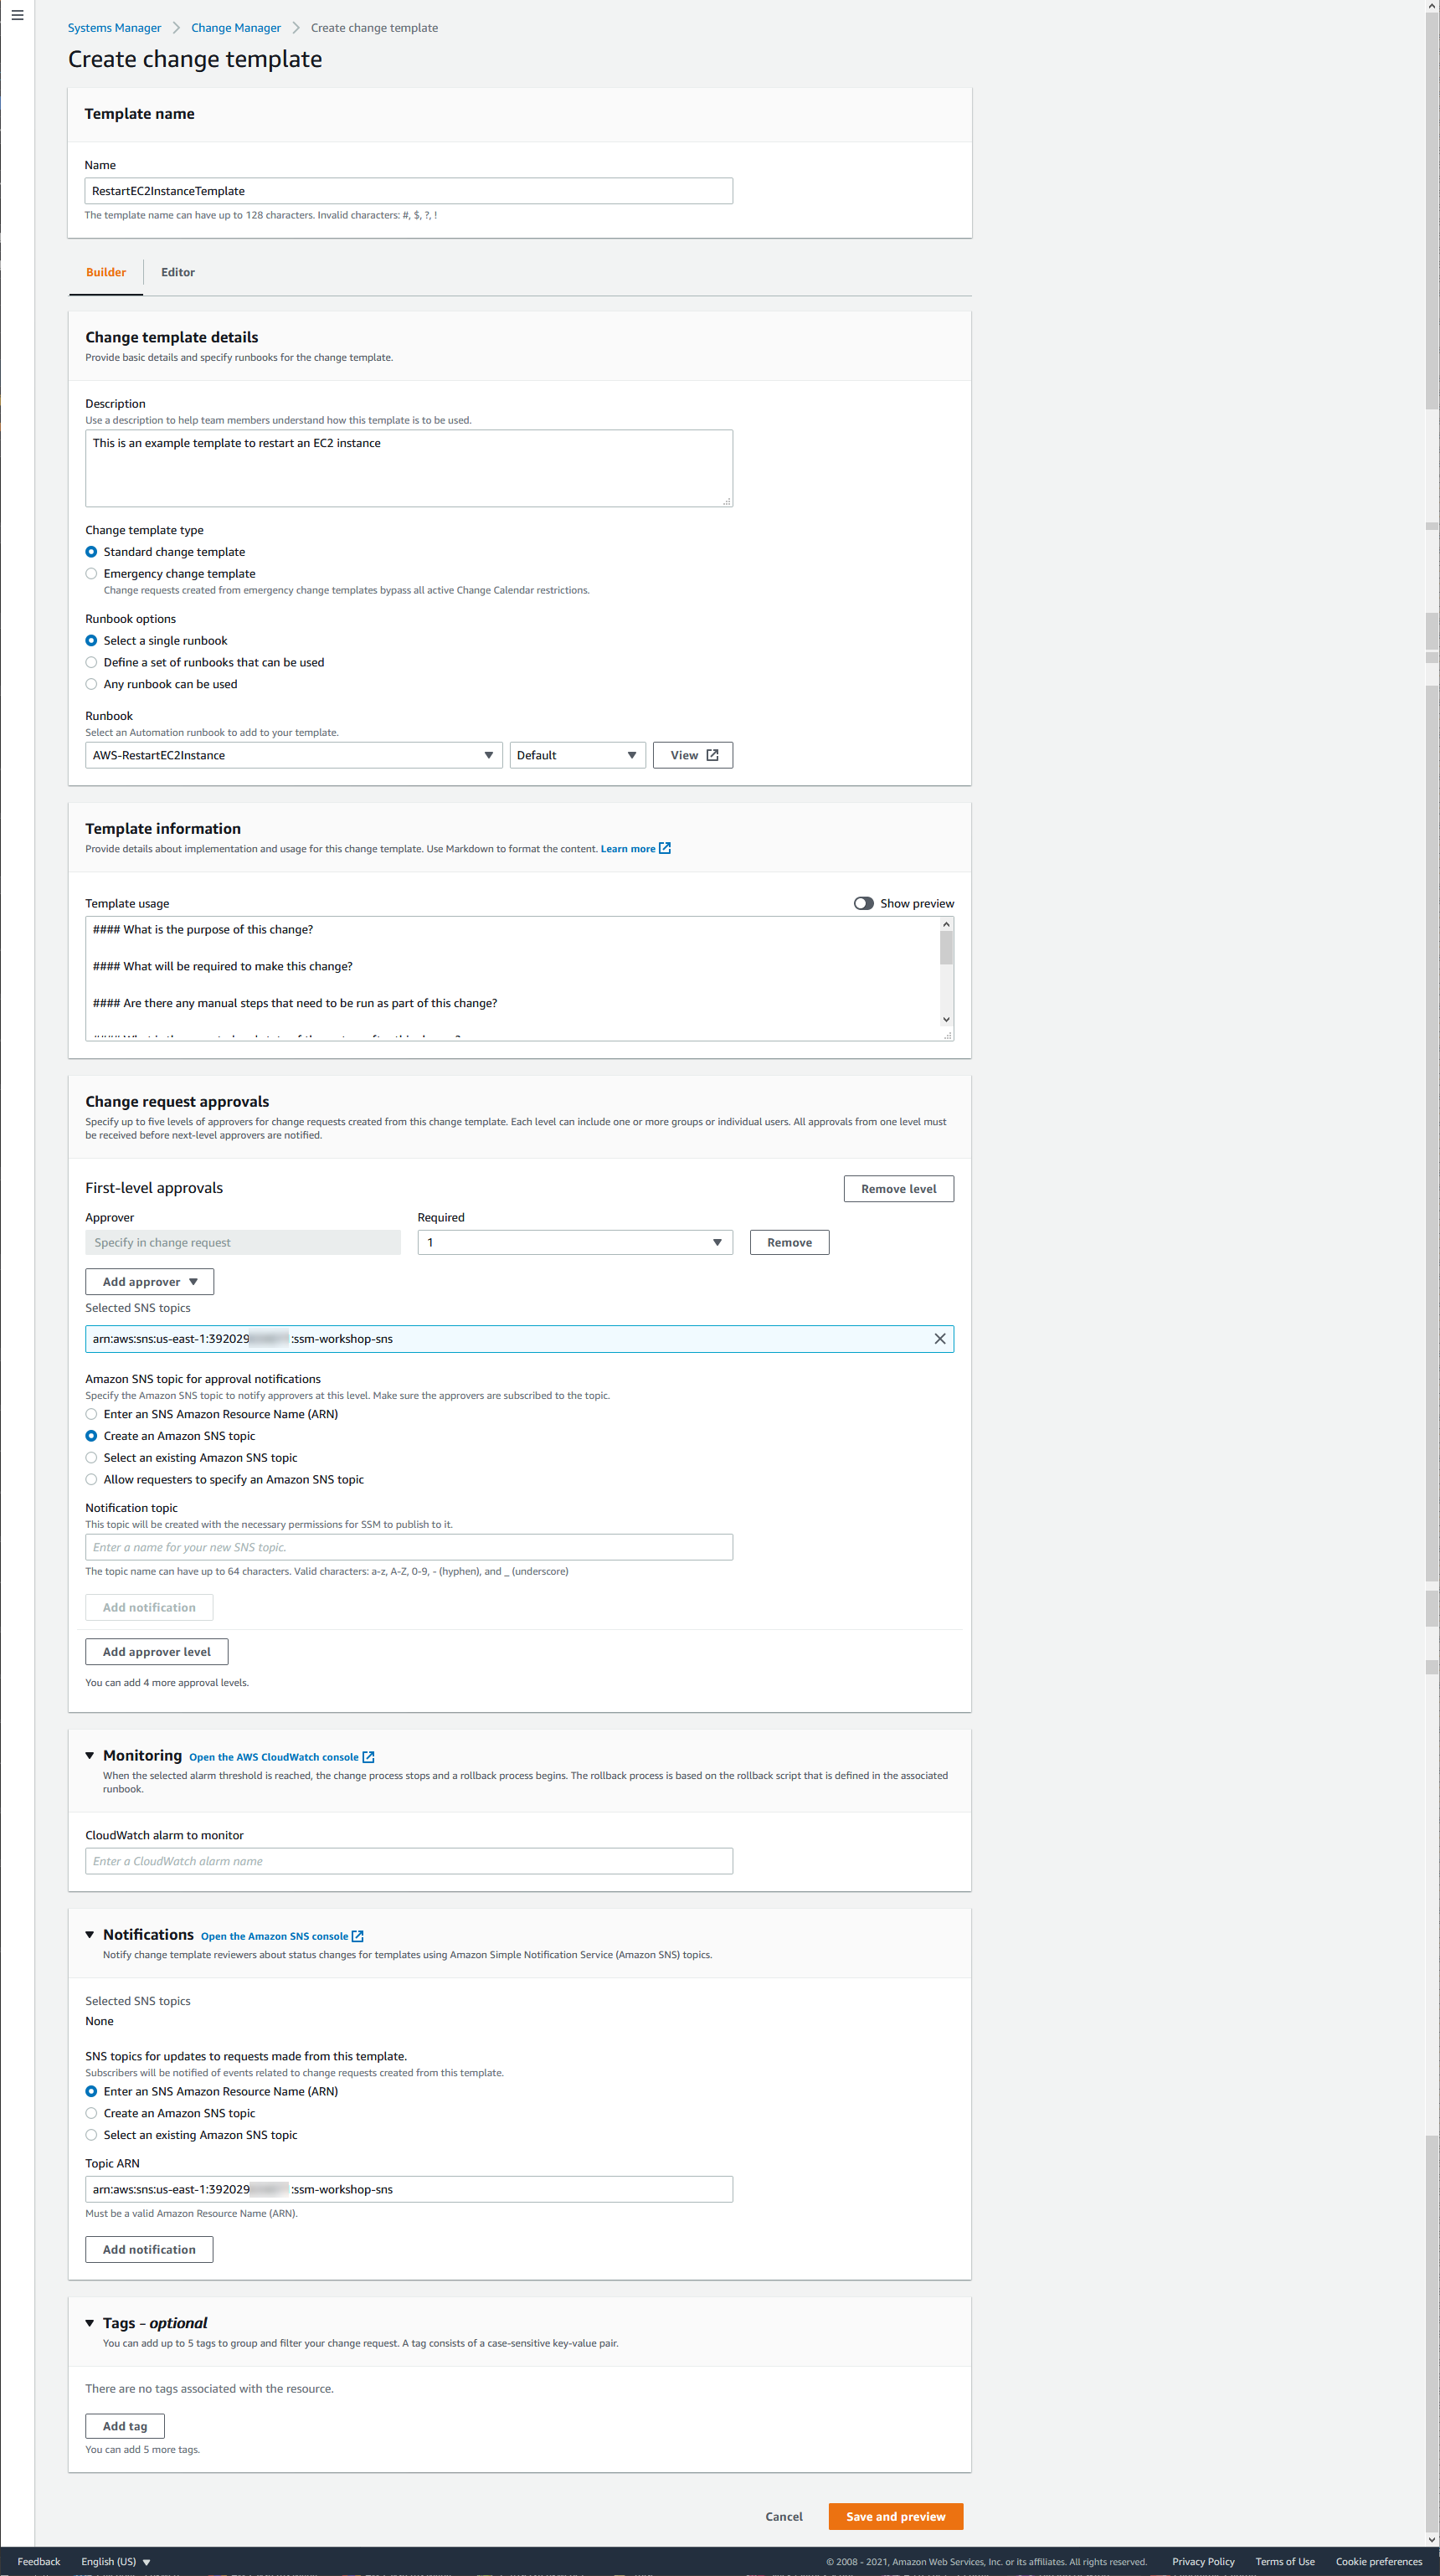 Systems Manager > Change Manager > Create change template
Create change template
Template name
Name
RestartEC2InstanceTemplate
The template name can have up to 128 characters. Invalid characters: #, $, ?, !
Builder Editor
Change template details
Provide basic details and specify runbooks for the change template.
Description
Use a description to help team members understand how this template is to be used.
This is an example template to restart an EC2 instance
Change template type
Standard change template
Emergency change template
Change requests created from emergency change templates bypass all active Change Calendar restrictions.
Runbook options
Select a single runbook
Define a set of runbooks that can be used
Any runbook can be used
Runbook
Select an Automation runbook to add to your template.
AWS-RestartEC2Instance Default View
Template information
Provide details about implementation and usage for this change template. Use Markdown to format the content. Learn more
Template usage Show preview
#### What is the purpose of this change?
#### What will be required to make this change?
#### Are there any manual steps that need to be run as part of this change?
Change request approvals
Specify up to five levels of approvers for change requests created from this change template. Each level can include one or more groups or individual users. All approvals from one level must
be received before next-level approvers are notified.
First-level approvals Remove level
Approver Required
Specify in change request 1 Remove
Add approver
Selected SNS topics
arn:aws:sns:us-east-1:392029 :ssm-workshop-sns
Amazon SNS topic for approval notifications
Specify the Amazon SNS topic to notify approvers at this level. Make sure the approvers are subscribed to the topic.
Enter an SNS Amazon Resource Name (ARN)
Create an Amazon SNS topic
Select an existing Amazon SNS topic
Allow requesters to specify an Amazon SNS topic
Notification topic
This topic will be created with the necessary permissions for SSM to publish to it.
Enter a name for your new SNS topic.
The topic name can have up to 64 characters. Valid characters: a-z, A-Z, 0-9, - (hyphen), and _ (underscore)
Add notification
Add approver level
You can add 4 more approval levels.
Monitoring Open the AWS CloudWatch console
When the selected alarm threshold is reached, the change process stops and a rollback process begins. The rollback process is based on the rollback script that is defined in the associated
runbook.
CloudWatch alarm to monitor
Enter a CloudWatch alarm name
Notifications Open the Amazon SNS console
Notify change template reviewers about status changes for templates using Amazon Simple Notification Service (Amazon SNS) topics.
Selected SNS topics
None
SNS topics for updates to requests made from this template.
Subscribers will be notified of events related to change requests created from this template.
Enter an SNS Amazon Resource Name (ARN)
Create an Amazon SNS topic
Select an existing Amazon SNS topic
Topic ARN
arn:aws:sns:us-east-1:392029 :ssm-workshop-sns
Must be a valid Amazon Resource Name (ARN).
Add notification
Tags - optional
You can add up to 5 tags to group and filter your change request. A tag consists of a case-sensitive key-value pair.
There are no tags associated with the resource.
Add tag
You can add 5 more tags.
Cancel Save and preview
Feedback English (US) © 2008 - 2021, Amazon Web Services, Inc. or its affiliates. All rights reserved. Privacy Policy Terms of Use Cookie preferences